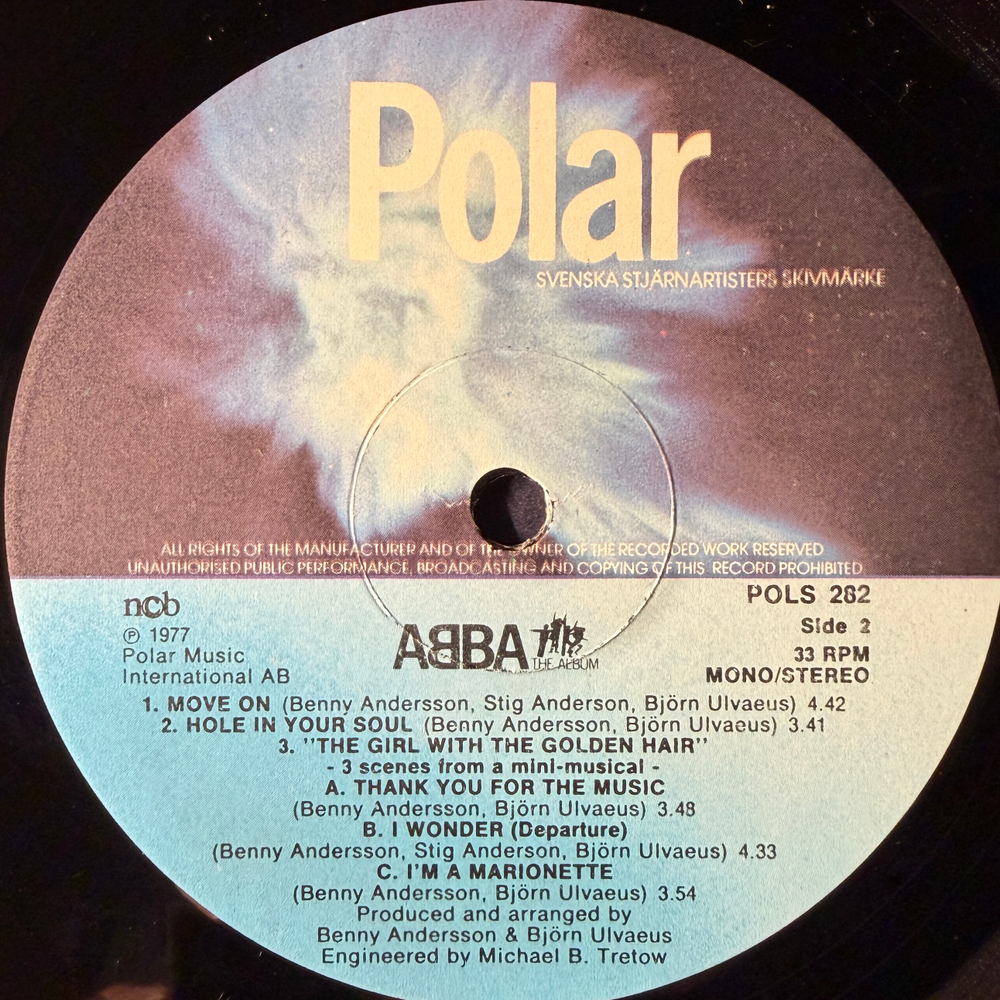 Polar
SVENSKA STJÄRNARTISTERS SKIVMÄRKE
ALL RIGHTS OF THE MANUFACTURER AND OF THE OWNER OF THE RECORDED WORK RESERVED
UNAUTHORISED PUBLIC PERFORMANCE, BROADCASTING AND COPYING OF THIS RECORD PROHIBITED
ncb
POLS 282
Ⓟ 1977
Side 2
Polar Music
International AB
33 RPM
MONO/STEREO
ABBA THE ALBUM
1. MOVE ON (Benny Andersson, Stig Anderson, Björn Ulvaeus) 4.42
2. HOLE IN YOUR SOUL (Benny Andersson, Björn Ulvaeus) 3.41
3. "THE GIRL WITH THE GOLDEN HAIR"
- 3 scenes from a mini-musical -
A. THANK YOU FOR THE MUSIC
(Benny Andersson, Björn Ulvaeus) 3.48
B. I WONDER (Departure)
(Benny Andersson, Stig Anderson, Björn Ulvaeus) 4.33
C. I'M A MARIONETTE
(Benny Andersson, Björn Ulvaeus) 3.54
Produced and arranged by
Benny Andersson & Björn Ulvaeus
Engineered by Michael B. Tretow